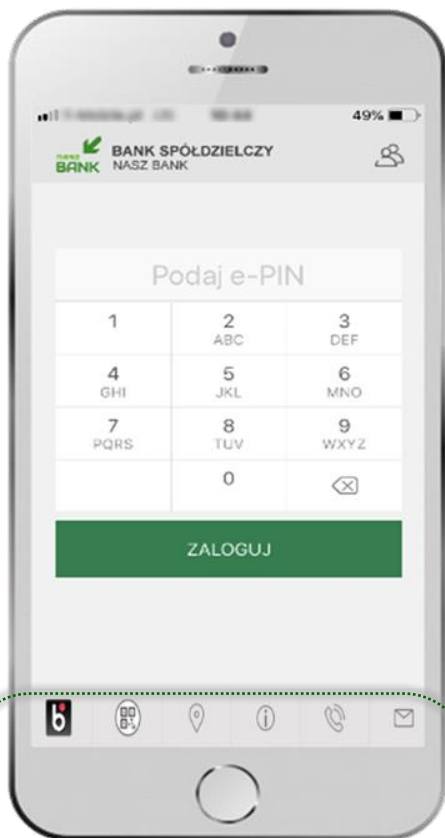 49%
nasz
BANK
BANK SPÓŁDZIELCZY
NASZ BANK
Podaj e-PIN
1
2
3
ABC
DEF
4
5
6
GHI
JKL
MNO
7
8
9
PQRS
TUV
WXYZ
0
ZALOGUJ
b
i